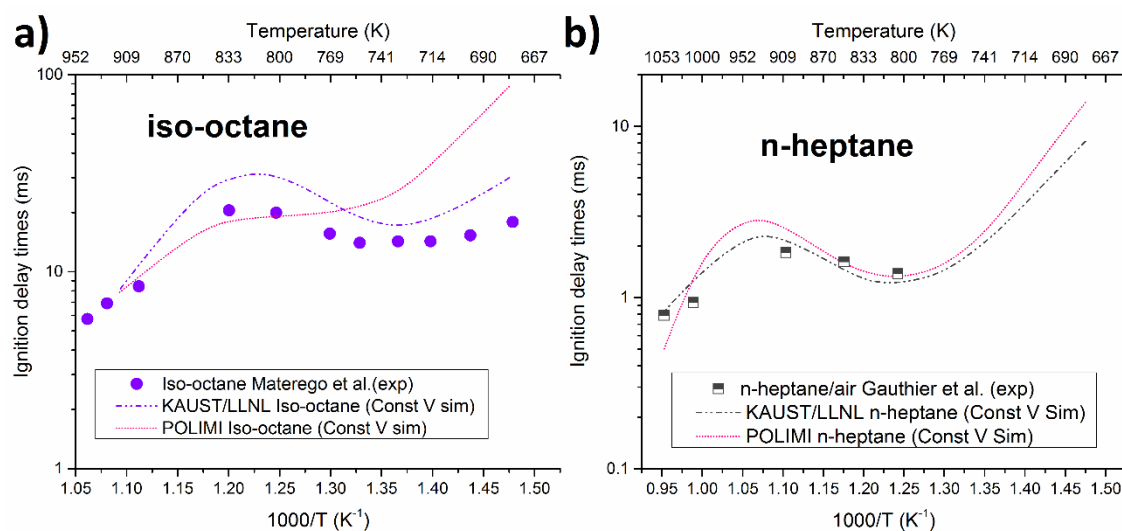 a)
Temperature (K)
952 909 870 833 800 769 741 714 690 667
100
10
1
Ignition delay times (ms)
iso-octane
Iso-octane Materego et al.(exp)
KAUST/LLNL Iso-octane (Const V sim)
POLIMI Iso-octane (Const V sim)
1.05 1.10 1.15 1.20 1.25 1.30 1.35 1.40 1.45 1.50
1000/T (K-1)
b)
Temperature (K)
1053 1000 952 909 870 833 800 769 741 714 690 667
10
1
0.1
Ignition delay times (ms)
n-heptane
n-heptane/air Gauthier et al. (exp)
KAUST/LLNL n-heptane (Const V Sim)
POLIMI n-heptane (Const V Sim)
0.95 1.00 1.05 1.10 1.15 1.20 1.25 1.30 1.35 1.40 1.45 1.50
1000/T (K-1)